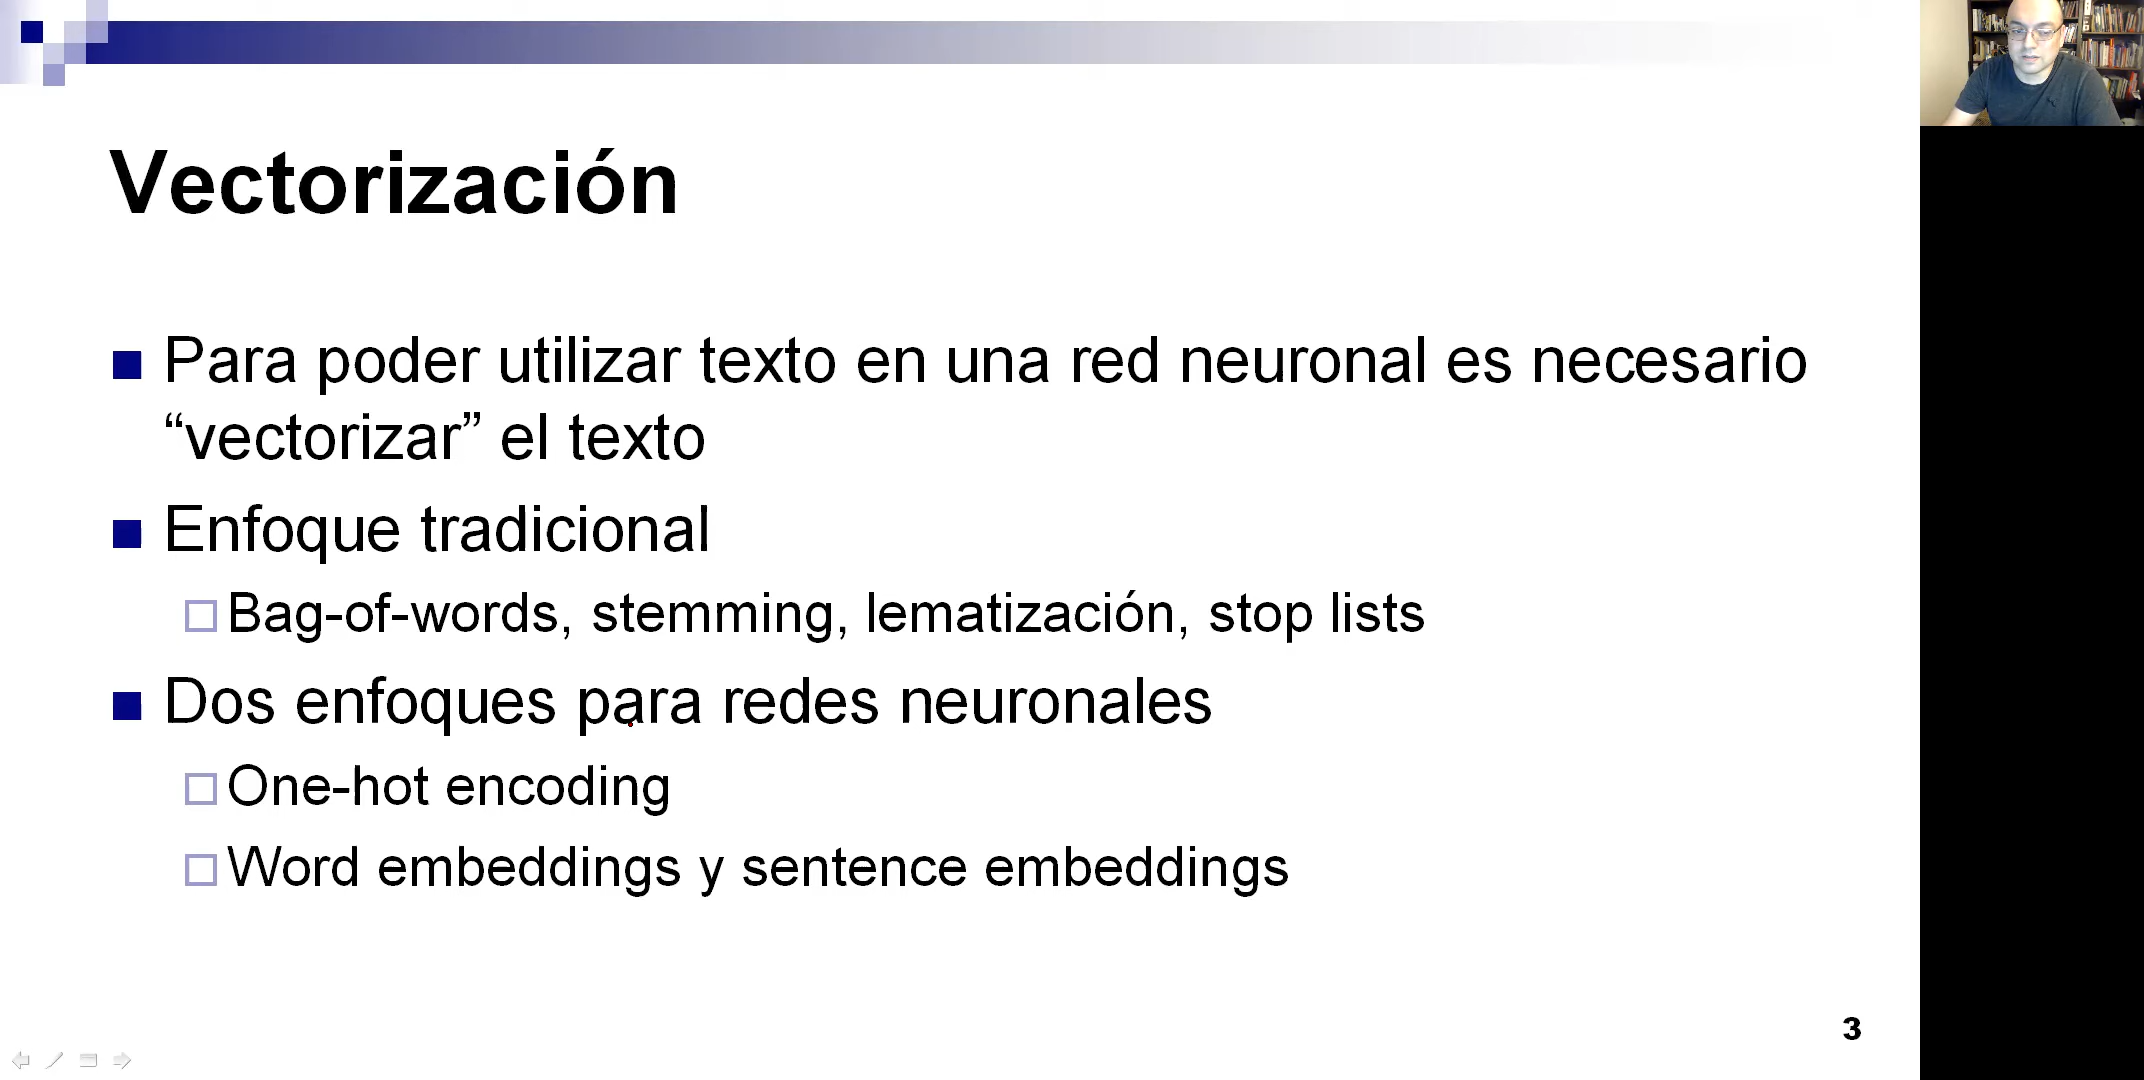 Vectorización
Para poder utilizar texto en una red neuronal es necesario
“vectorizar” el texto
Enfoque tradicional
Bag-of-words, stemming, lematización, stop lists
Dos enfoques para redes neuronales
One-hot encoding
Word embeddings y sentence embeddings
3